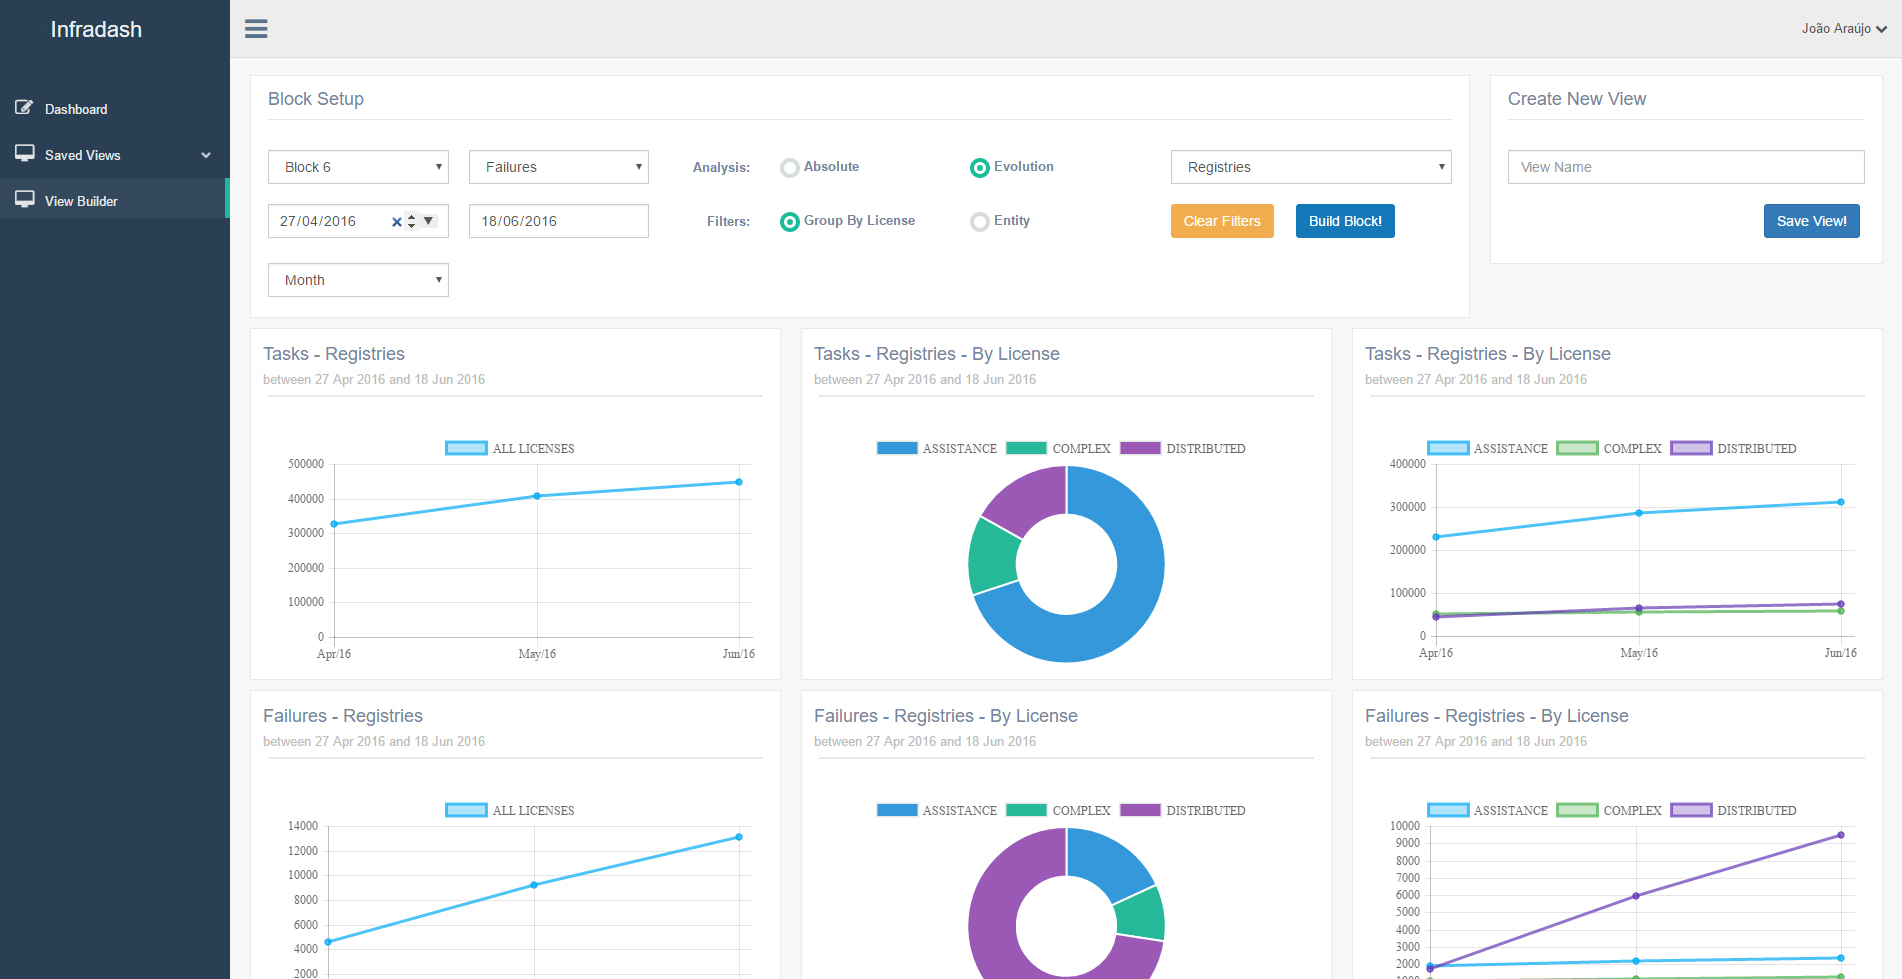 Infradash
João Araújo
Dashboard
Saved Views
View Builder
Block Setup
Block 6
Failures
Analysis:
Absolute
Evolution
Registries
27/04/2016
18/06/2016
Filters:
Group By License
Entity
Clear Filters
Build Block!
Month
Create New View
View Name
Save View!
Tasks - Registries
between 27 Apr 2016 and 18 Jun 2016
ALL LICENSES
500000
400000
300000
200000
100000
0
Apr/16
May/16
Jun/16
Tasks - Registries - By License
between 27 Apr 2016 and 18 Jun 2016
ASSISTANCE
COMPLEX
DISTRIBUTED
Tasks - Registries - By License
between 27 Apr 2016 and 18 Jun 2016
ASSISTANCE
COMPLEX
DISTRIBUTED
400000
300000
200000
100000
0
Apr/16
May/16
Jun/16
Failures - Registries
between 27 Apr 2016 and 18 Jun 2016
ALL LICENSES
14000
12000
10000
8000
6000
4000
2000
Failures - Registries - By License
between 27 Apr 2016 and 18 Jun 2016
ASSISTANCE
COMPLEX
DISTRIBUTED
Failures - Registries - By License
between 27 Apr 2016 and 18 Jun 2016
ASSISTANCE
COMPLEX
DISTRIBUTED
10000
9000
8000
7000
6000
5000
4000
3000
2000
1000